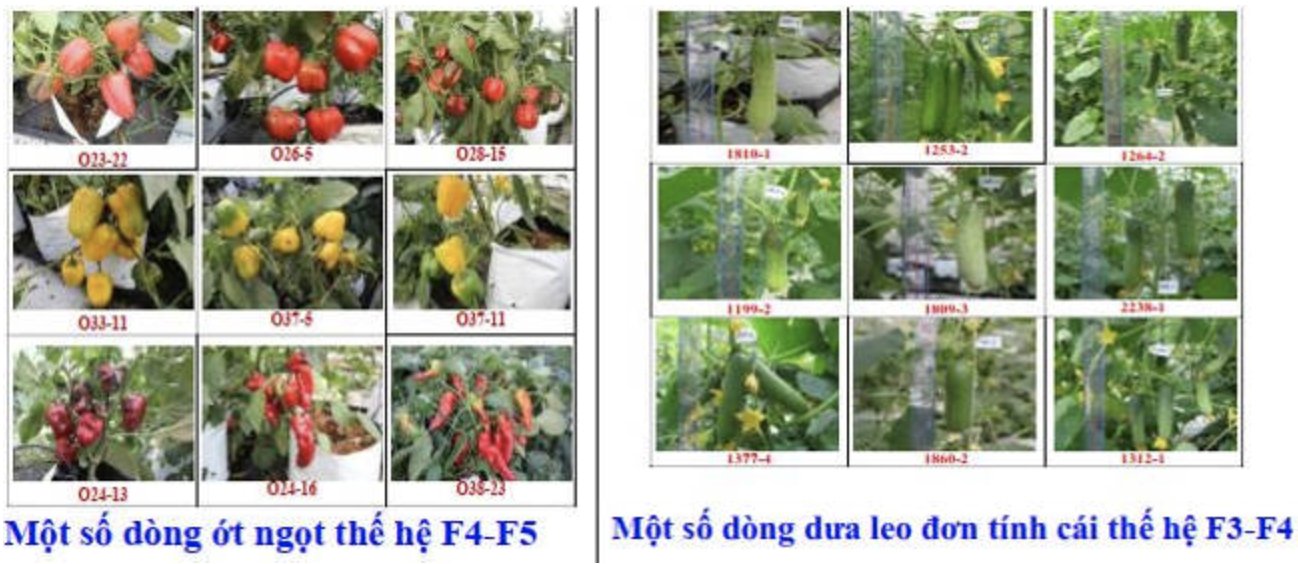 O23-22 O26-5 O28-15
O33-11 O37-5 O37-11
O24-13 O24-16 O38-23
Một số dòng ớt ngọt thế hệ F4-F5
1810-1 1253-2 1264-2
1199-2 1809-3 2238-1
1377-4 1860-2 1312-1
Một số dòng dưa leo đơn tính cái thế hệ F3-F4